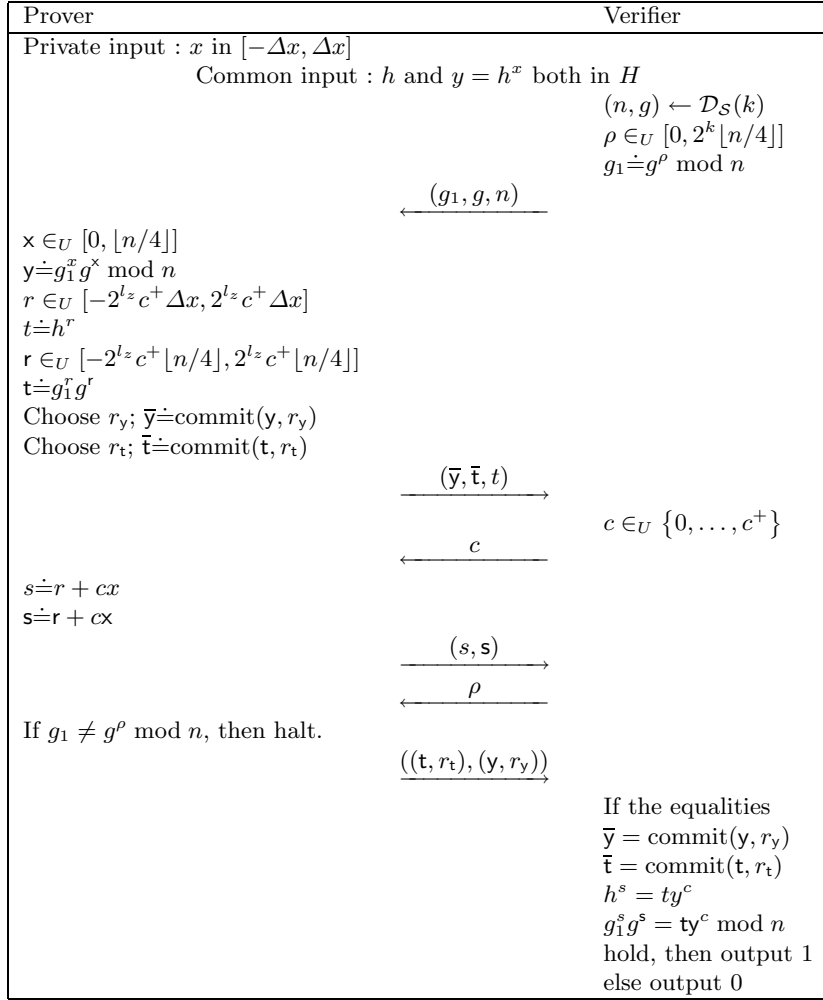 Prover Verifier
Private input : x in [−Δx, Δx]
Common input : h and y = h^x both in H
(n, g) ← 𝒟_𝒮(k)
ρ ∈_U [0, 2^k⌊n/4⌋]
g_1 ≐ g^ρ mod n
(g_1, g, n)
𝗑 ∈_U [0, ⌊n/4⌋]
𝗒 ≐ g_1^x g^𝗑 mod n
r ∈_U [−2^{l_z} c^+ Δx, 2^{l_z} c^+ Δx]
t ≐ h^r
𝗋 ∈_U [−2^{l_z} c^+ ⌊n/4⌋, 2^{l_z} c^+ ⌊n/4⌋]
𝗍 ≐ g_1^r g^𝗋
Choose r_𝗒; 𝗒̅ ≐ commit(𝗒, r_𝗒)
Choose r_𝗍; 𝗍̅ ≐ commit(𝗍, r_𝗍)
(𝗒̅, 𝗍̅, t)
c ∈_U {0, . . . , c^+}
c
s ≐ r + cx
𝗌 ≐ 𝗋 + c𝗑
(s, 𝗌)
ρ
If g_1 ≠ g^ρ mod n, then halt.
((𝗍, r_𝗍), (𝗒, r_𝗒))
If the equalities
𝗒̅ = commit(𝗒, r_𝗒)
𝗍̅ = commit(𝗍, r_𝗍)
h^s = ty^c
g_1^s g^𝗌 = 𝗍𝗒^c mod n
hold, then output 1
else output 0